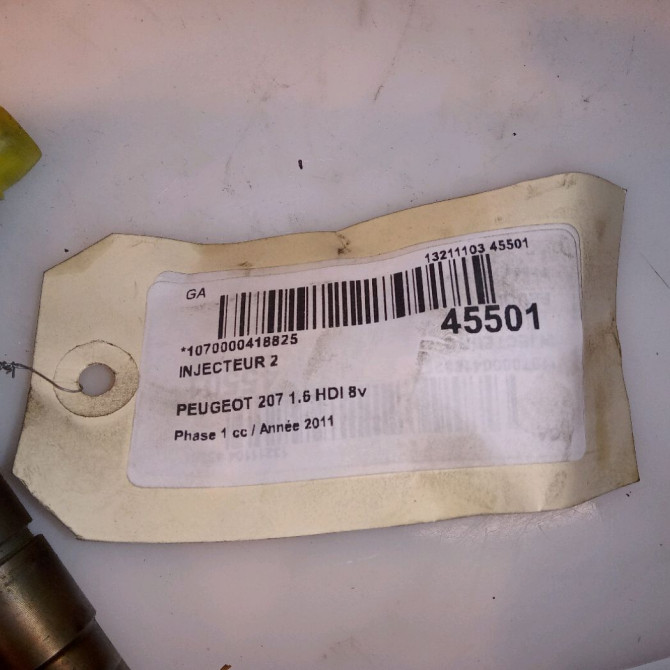 13211103 45501
GA
45501
*1070000418825
INJECTEUR 2
PEUGEOT 207 1.6 HDI 8v
Phase 1 cc / Année 2011